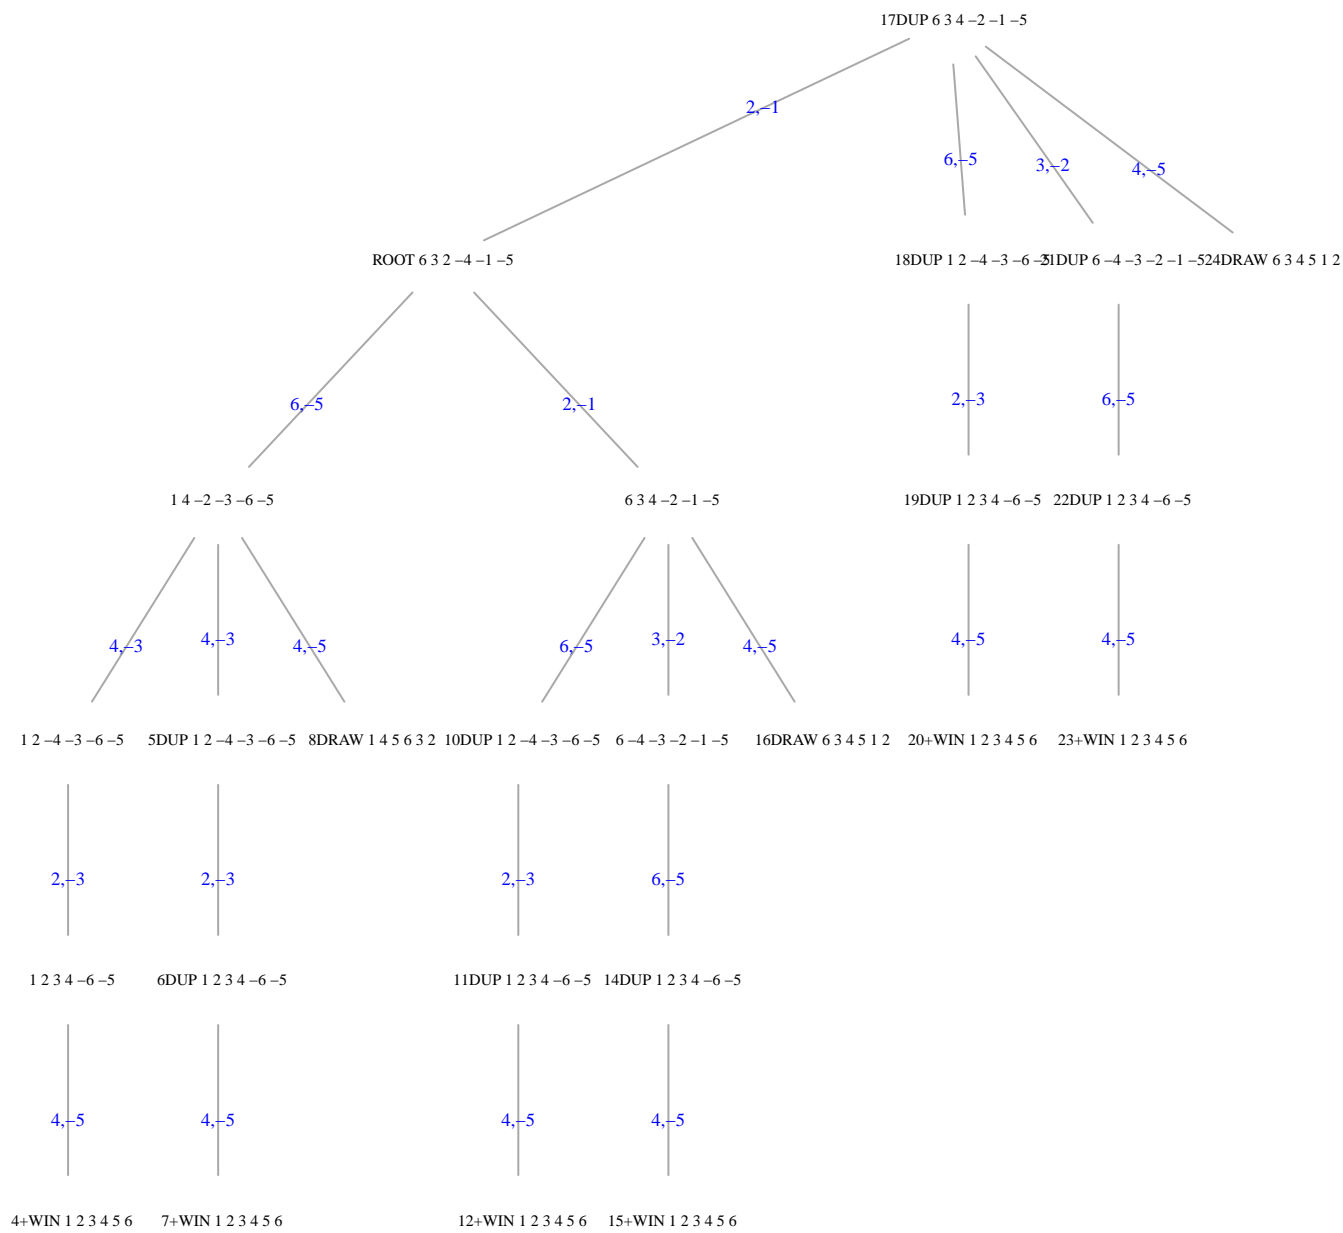 17DUP 6 3 4 −2 −1 −5
2,−1
6,−5
3,−2
4,−5
ROOT 6 3 2 −4 −1 −5
18DUP 1 2 −4 −3 −6 −5
21DUP 6 −4 −3 −2 −1 −5
24DRAW 6 3 4 5 1 2
6,−5
2,−1
2,−3
6,−5
1 4 −2 −3 −6 −5
6 3 4 −2 −1 −5
19DUP 1 2 3 4 −6 −5
22DUP 1 2 3 4 −6 −5
4,−3
4,−3
4,−5
6,−5
3,−2
4,−5
4,−5
4,−5
1 2 −4 −3 −6 −5
5DUP 1 2 −4 −3 −6 −5
8DRAW 1 4 5 6 3 2
10DUP 1 2 −4 −3 −6 −5
6 −4 −3 −2 −1 −5
16DRAW 6 3 4 5 1 2
20+WIN 1 2 3 4 5 6
23+WIN 1 2 3 4 5 6
2,−3
2,−3
2,−3
6,−5
1 2 3 4 −6 −5
6DUP 1 2 3 4 −6 −5
11DUP 1 2 3 4 −6 −5
14DUP 1 2 3 4 −6 −5
4,−5
4,−5
4,−5
4,−5
4+WIN 1 2 3 4 5 6
7+WIN 1 2 3 4 5 6
12+WIN 1 2 3 4 5 6
15+WIN 1 2 3 4 5 6